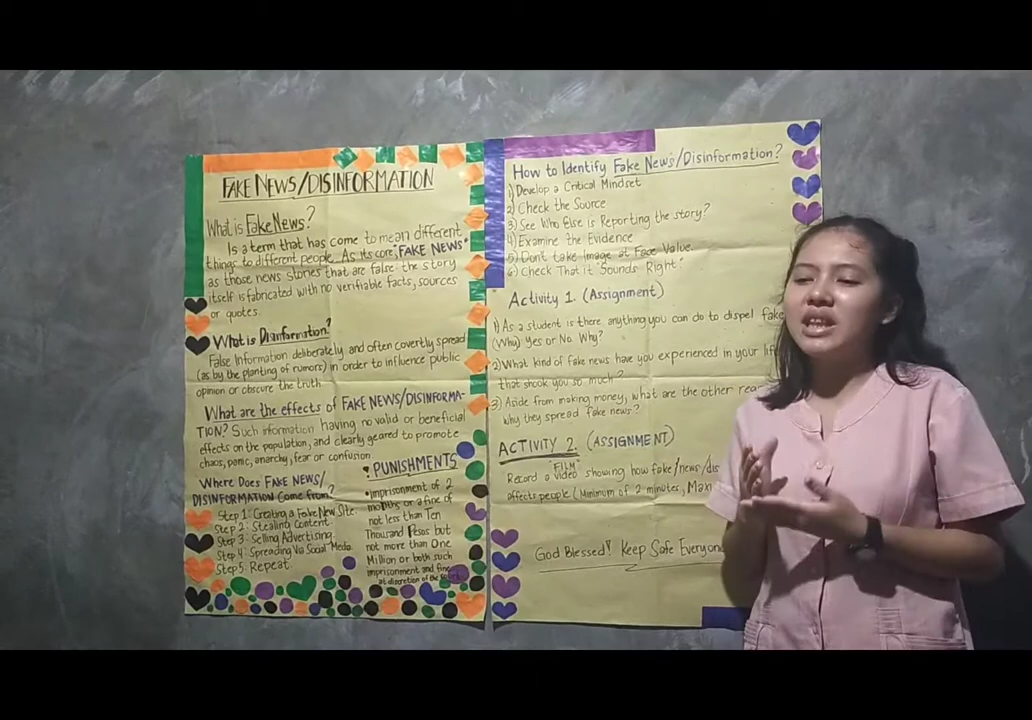 FAKE NEWS/DISINFORMATION
What is Fake News?
Is a term that has come to mean different
things to different people. As its core, "FAKE NEWS"
as those news stories that are false the story
itself is fabricated with no verifiable facts, sources
or quotes.
What is Disinformation?
False Information deliberately and often covertly spread
(as by the planting of rumors) in order to influence public
opinion or obscure the truth
What are the effects of FAKE NEWS/DISINFORMA-
TION? Such information having no valid or beneficial
effects on the population, and clearly geared to promote
chaos, panic, anarchy, fear or confusion
Where Does FAKE NEWS/
DISINFORMATION Come from?
Step 1: Creating a Fake New Site.
Step 2: Stealing Content.
Step 3: Selling Advertising.
Step 4: Spreading Via Social Media
Step 5: Repeat
PUNISHMENTS
• imprisonment of 2
months or a fine of
not less than Ten
Thousand Pesos but
not more than One
Million or both such
imprisonment and fine
at discretion of the
How to Identify Fake News/Disinformation?
1) Develop a Critical Mindset
2) Check the Source
3) See Who Else is Reporting the story?
4) Examine the Evidence
5) Don't take Image at Face Value.
6) Check That it "Sounds Right."
Activity 1. (Assignment)
1) As a student is there anything you can do to dispel fake
(Why) Yes or No. Why?
2) What kind of fake news have you experienced in your
that shook you so much?
3) Aside from making money, what are the other
why they spread fake news?
ACTIVITY 2. (ASSIGNMENT)
"FILM"
Record a video showing how fake/news/dis
affects people (Minimum of 2 minutes,
God Blessed! Keep Safe